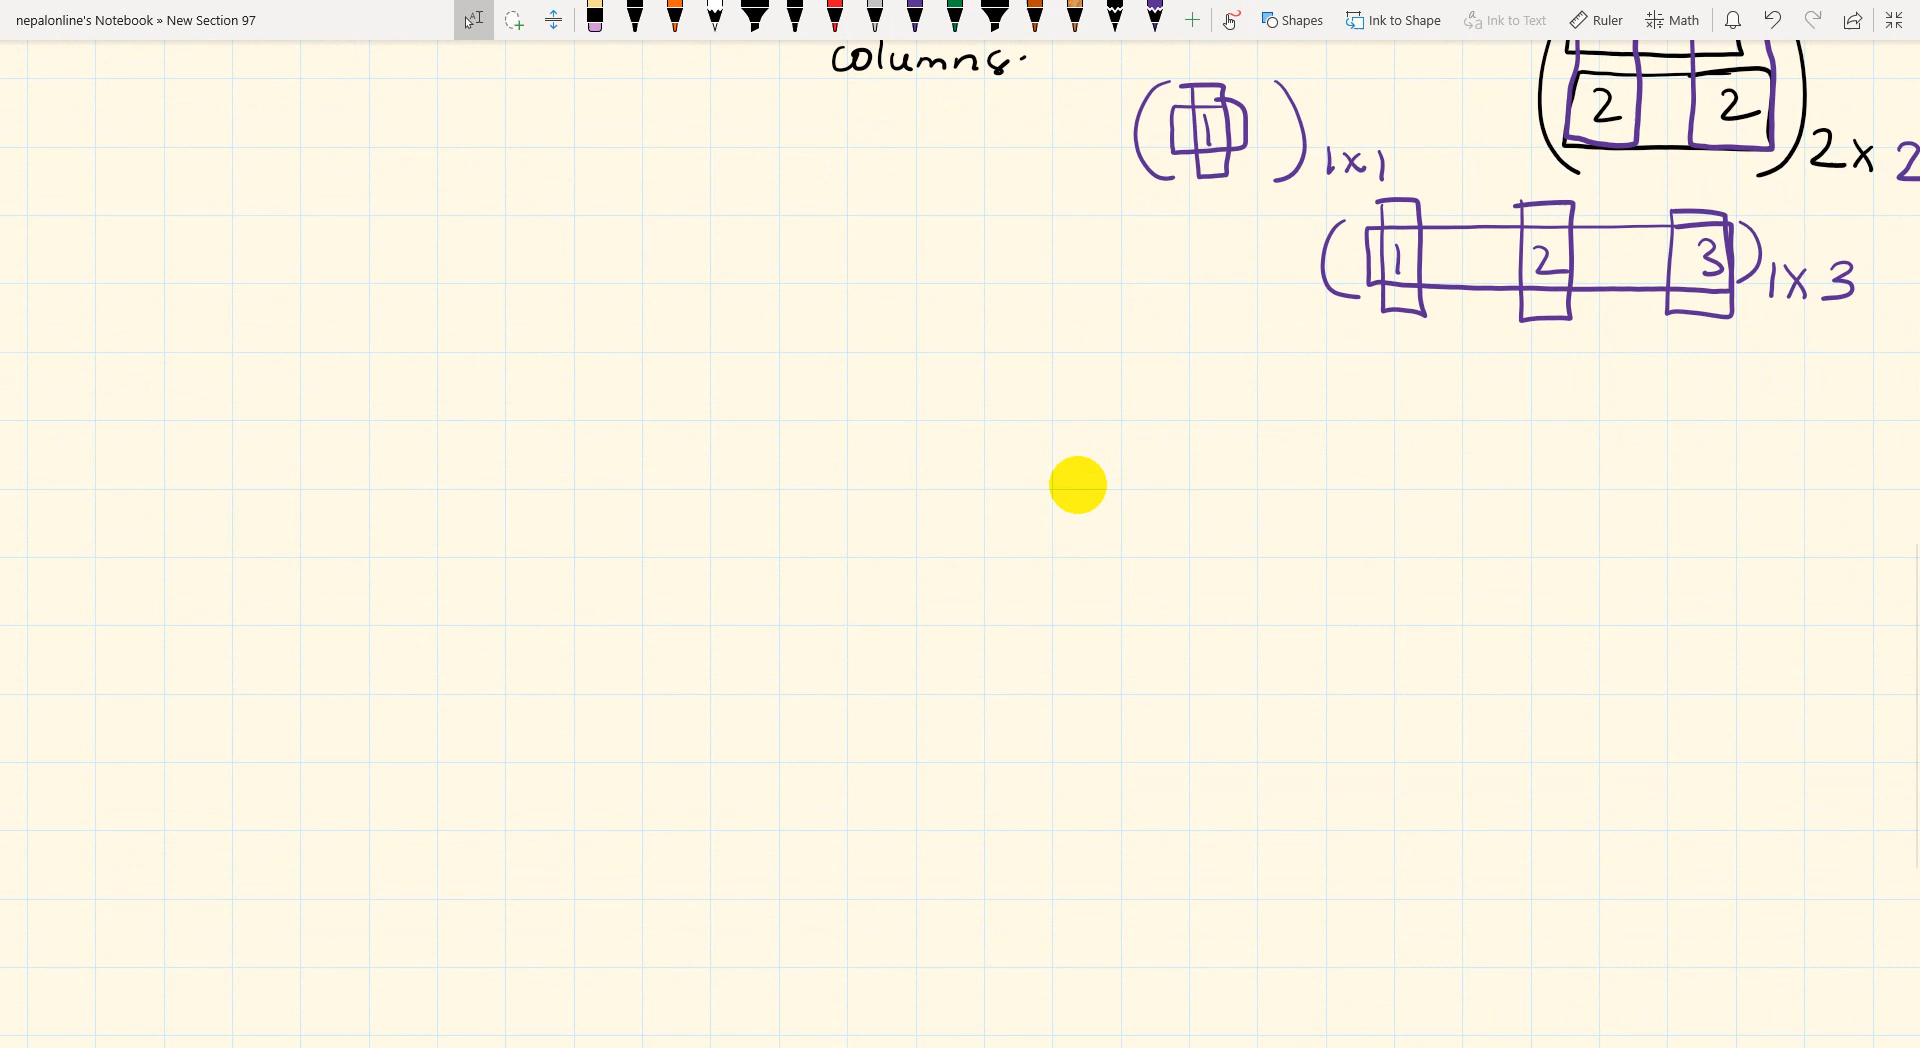 nepalonline's Notebook » New Section 97
Shapes
Ink to Shape
Ink to Text
Ruler
Math
columns.
(1) 1x1
2 2
2x2
(1 2 3) 1x3